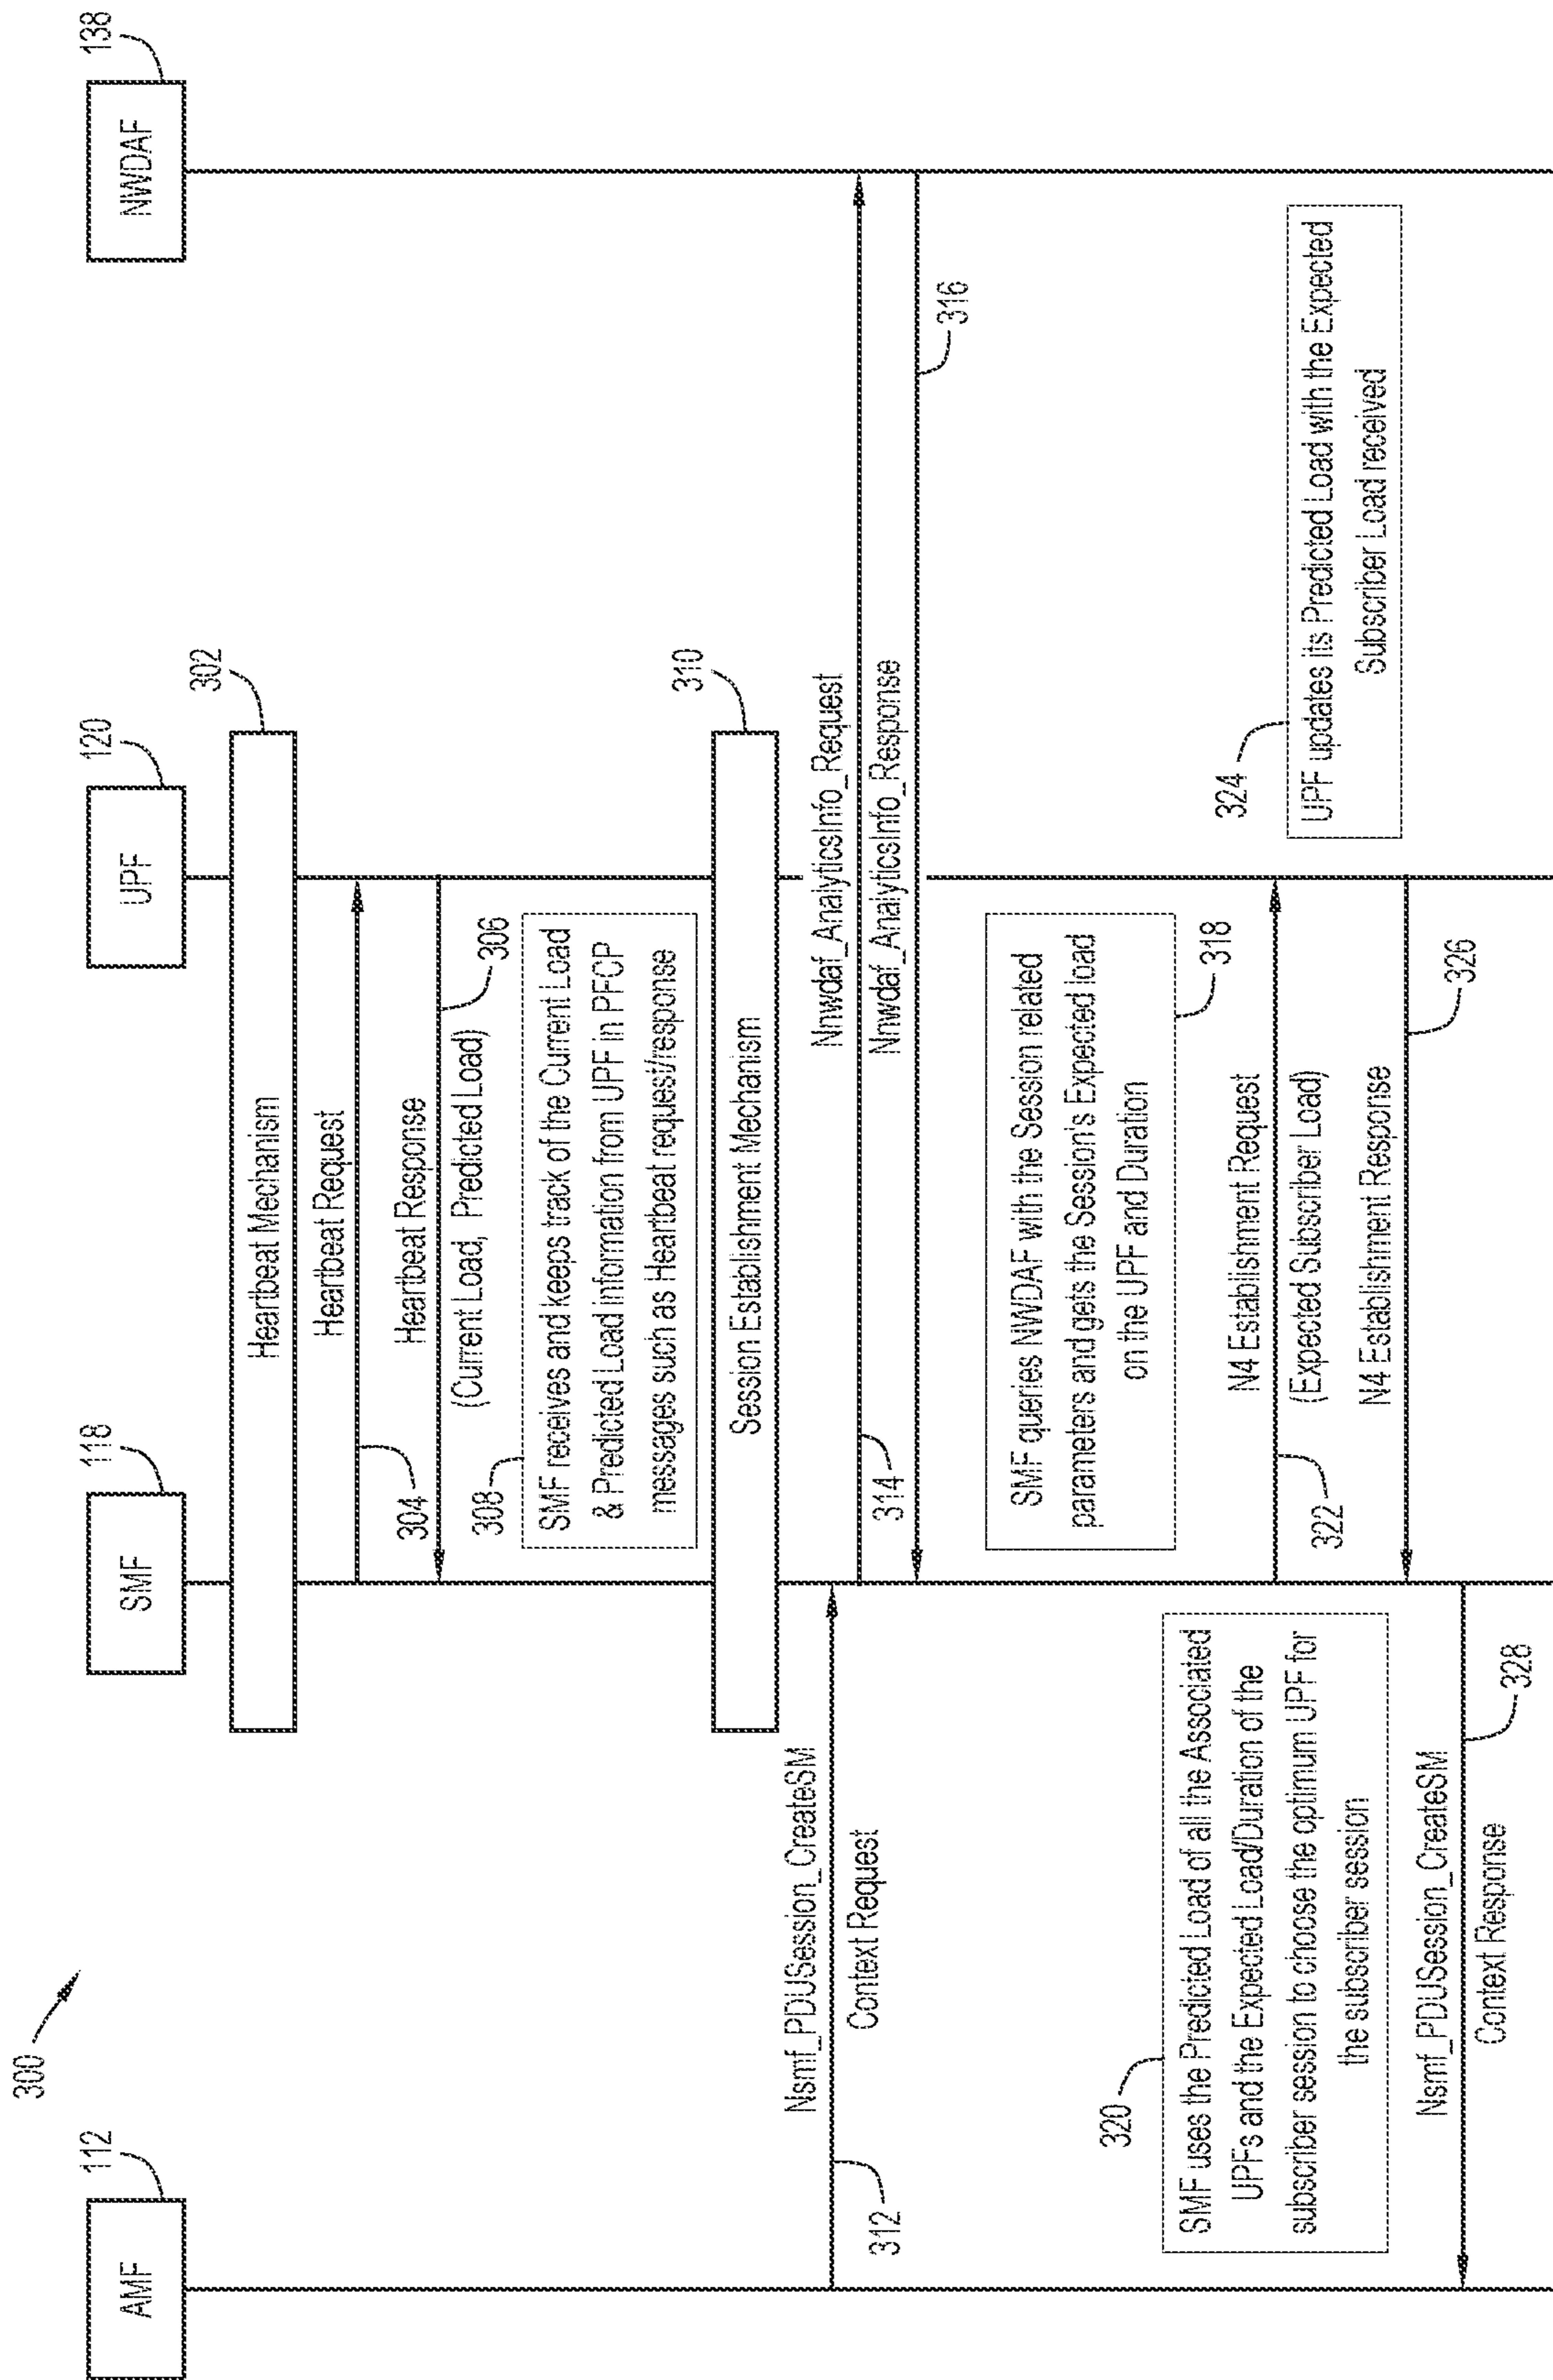 300
AMF
112
SMF
118
UPF
120
NWDAF
138
Heartbeat Mechanism
302
Heartbeat Request
304
Heartbeat Response
(Current Load, Predicted Load)
306
308
SMF receives and keeps track of the Current Load
& Predicted Load information from UPF in PFCP
messages such as Heartbeat request/response
Session Establishment Mechanism
310
Nsmf_PDUSession_CreateSM
Context Request
312
Nnwdaf_AnalyticsInfo_Request
314
Nnwdaf_AnalyticsInfo_Response
316
SMF queries NWDAF with the Session related
parameters and gets the Session's Expected load
on the UPF and Duration
318
320
SMF uses the Predicted Load of all the Associated
UPFs and the Expected Load/Duration of the
subscriber session to choose the optimum UPF for
the subscriber session
N4 Establishment Request
(Expected Subscriber Load)
322
324
UPF updates its Predicted Load with the Expected
Subscriber Load received
N4 Establishment Response
326
Nsmf_PDUSession_CreateSM
Context Response
328